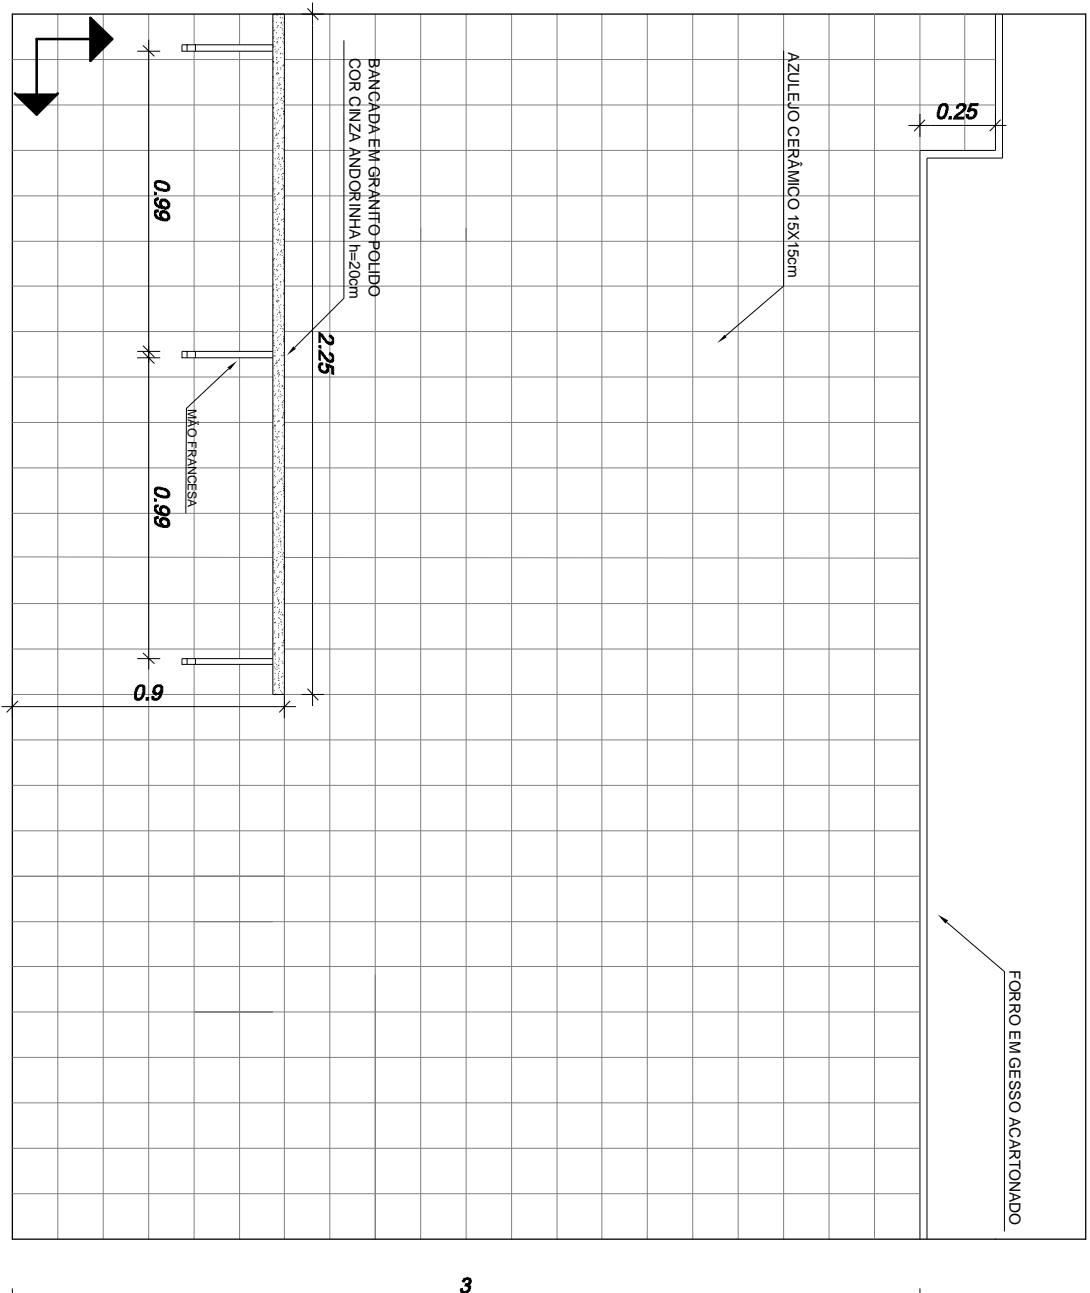 0.25
AZULEJO CERÂMICO 15X15cm
BANCADA EM GRANITO POLIDO
COR CINZA ANDORINHA h=20cm
0.99
2.25
MÃO FRANCESA
0.99
0.9
FORRO EM GESSO ACARTONADO
3